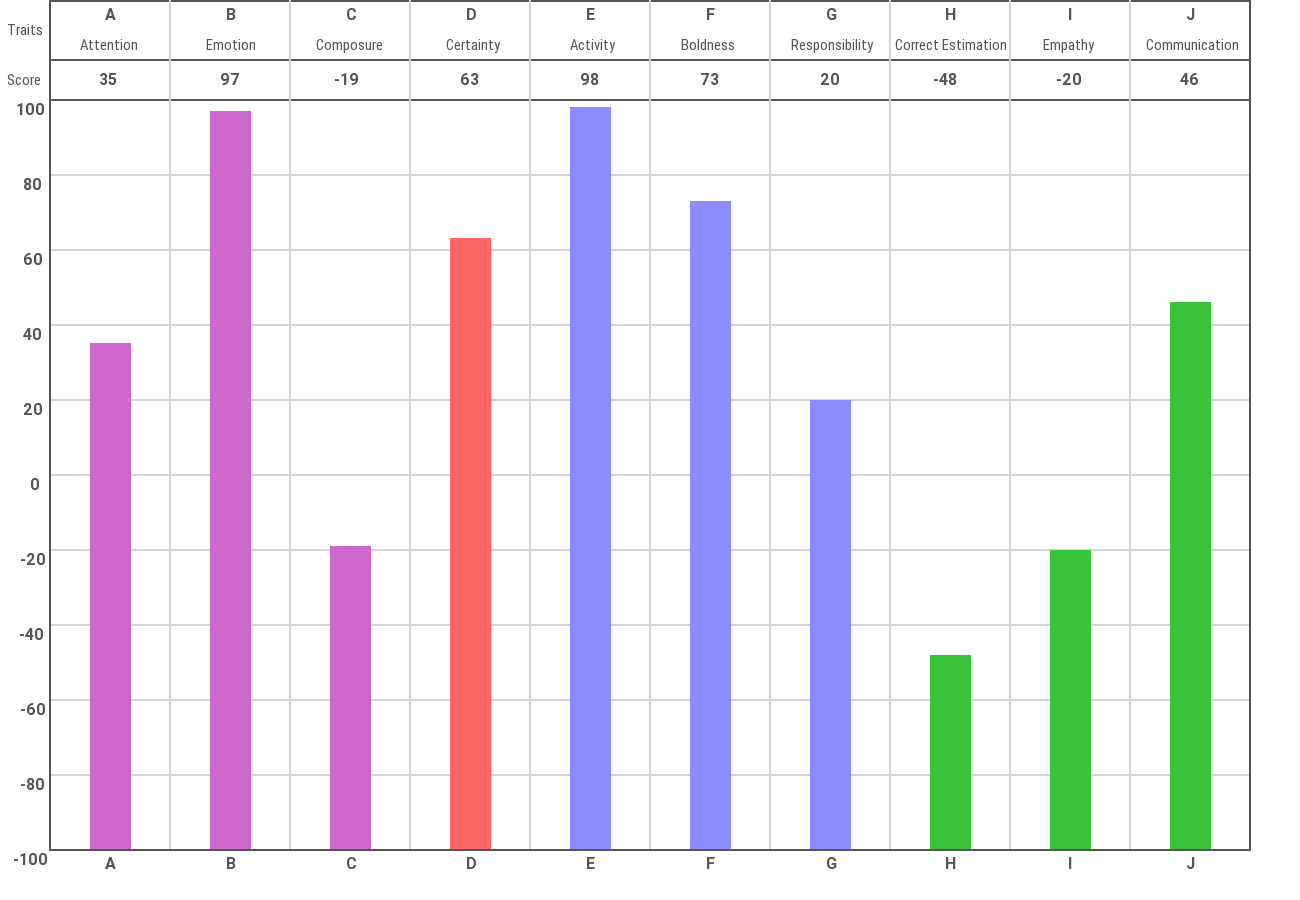 Traits A B C D E F G H I J
Attention Emotion Composure Certainty Activity Boldness Responsibility Correct Estimation Empathy Communication
Score 35 97 -19 63 98 73 20 -48 -20 46
100
80
60
40
20
0
-20
-40
-60
-80
-100
A B C D E F G H I J